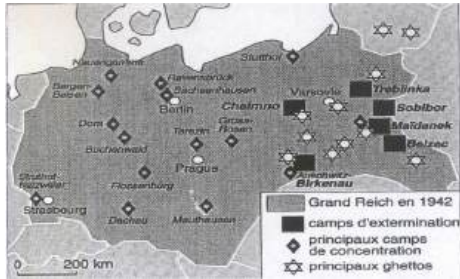 Stutthof
Neuengamme
Ravensbrück
Treblinka
Bergen-
Belsen
Sachsenhausen
Varsovie
Berlin
Chelmno
Sobibor
Dora
Gross-
Rosen
Maïdanek
Terezin
Buchenwald
Belzec
Prague
Struthof-
Natzweiler
Auschwitz-
Birkenau
Flossenbürg
Strasbourg
Dachau
Mauthausen
Grand Reich en 1942
camps d'extermination
principaux camps
de concentration
principaux ghettos
0 200 km